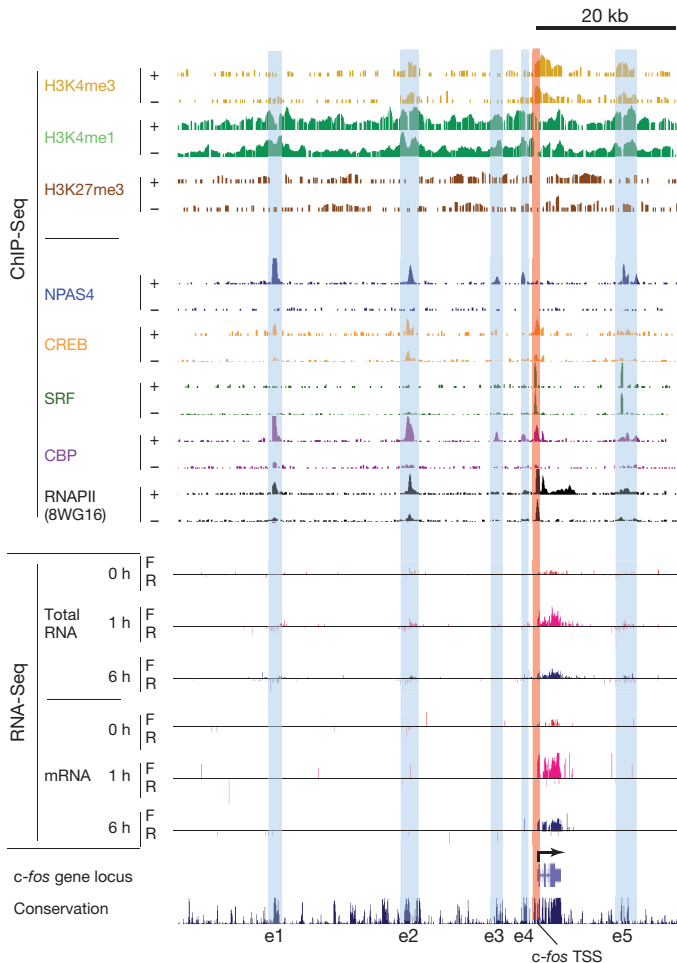 20 kb
ChIP-Seq
H3K4me3
+
−
H3K4me1
+
−
H3K27me3
+
−
NPAS4
+
−
CREB
+
−
SRF
+
−
CBP
+
−
RNAPII
(8WG16)
+
−
RNA-Seq
Total
RNA
0 h
F
R
1 h
F
R
6 h
F
R
mRNA
0 h
F
R
1 h
F
R
6 h
F
R
c-fos gene locus
Conservation
e1 e2 e3 e4 e5
c-fos TSS